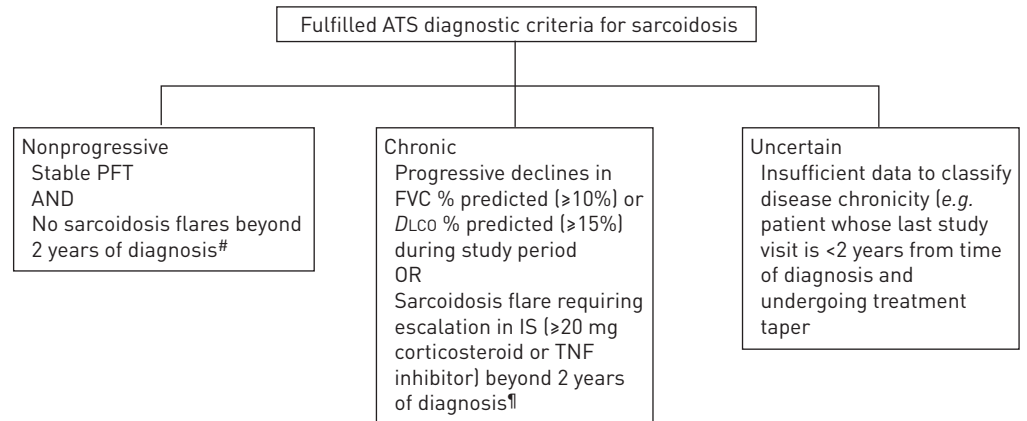 Fulfilled ATS diagnostic criteria for sarcoidosis
Nonprogressive
Stable PFT
AND
No sarcoidosis flares beyond
2 years of diagnosis#
Chronic
Progressive declines in
FVC % predicted (≥10%) or
DLCO % predicted (≥15%)
during study period
OR
Sarcoidosis flare requiring
escalation in IS (≥20 mg
corticosteroid or TNF
inhibitor) beyond 2 years
of diagnosis¶
Uncertain
Insufficient data to classify
disease chronicity (e.g.
patient whose last study
visit is <2 years from time
of diagnosis and
undergoing treatment
taper